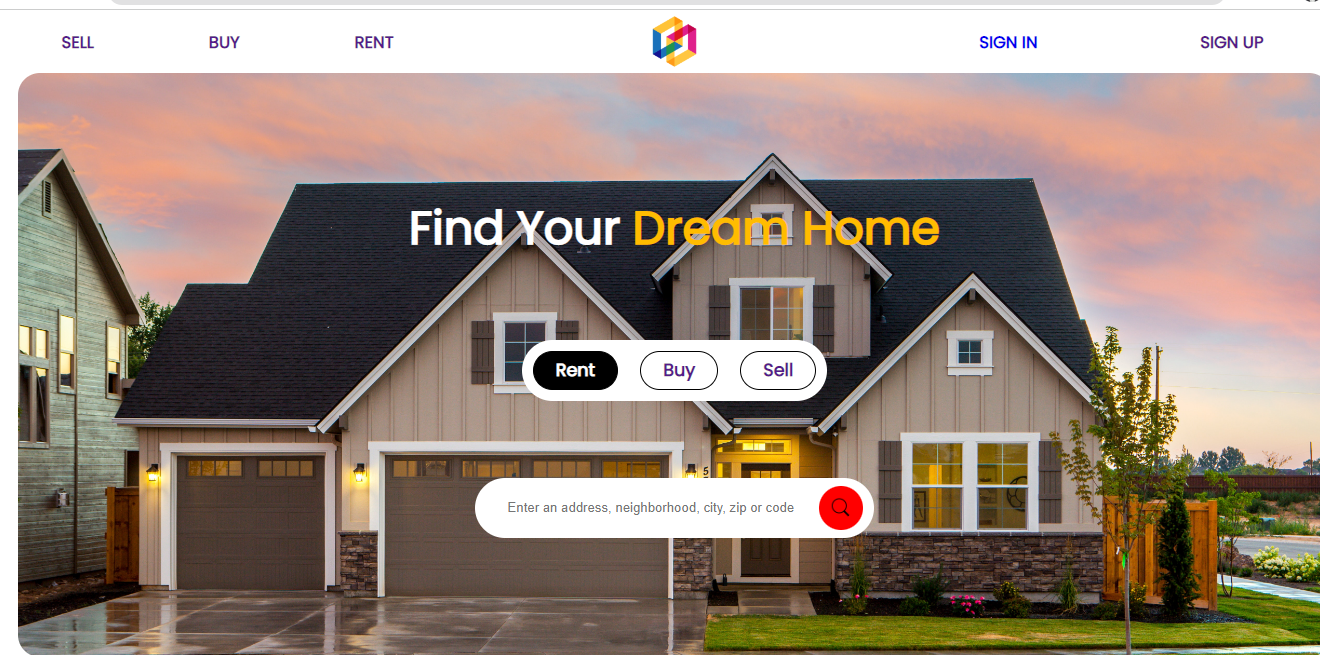 SELL BUY RENT SIGN IN SIGN UP
Find Your Dream Home
Rent Buy Sell
5
Enter an address, neighborhood, city, zip or code